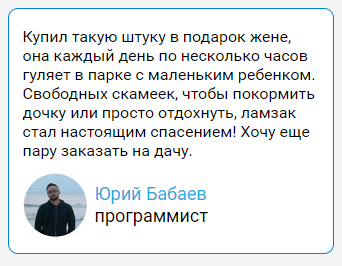 Купил такую штуку в подарок жене,
она каждый день по несколько часов
гуляет в парке с маленьким ребенком.
Свободных скамеек, чтобы покормить
дочку или просто отдохнуть, ламзак
стал настоящим спасением! Хочу еще
пару заказать на дачу.
Юрий Бабаев
программист